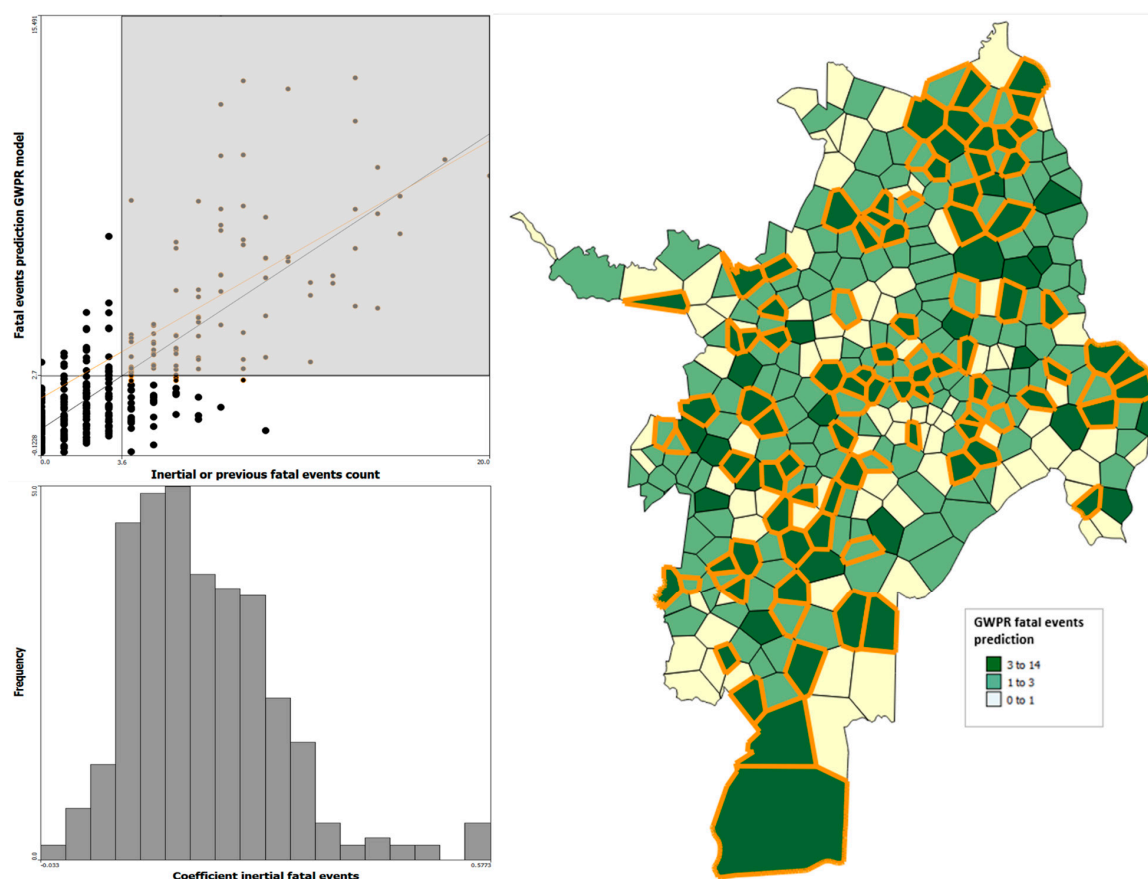 15.491
Fatal events prediction GWPR model
2.7
-0.1228
0.0
3.6
20.0
Inertial or previous fatal events count
51.0
Frequency
0.0
-0.033
0.5773
Coefficient inertial fatal events
GWPR fatal events
prediction
3 to 14
1 to 3
0 to 1